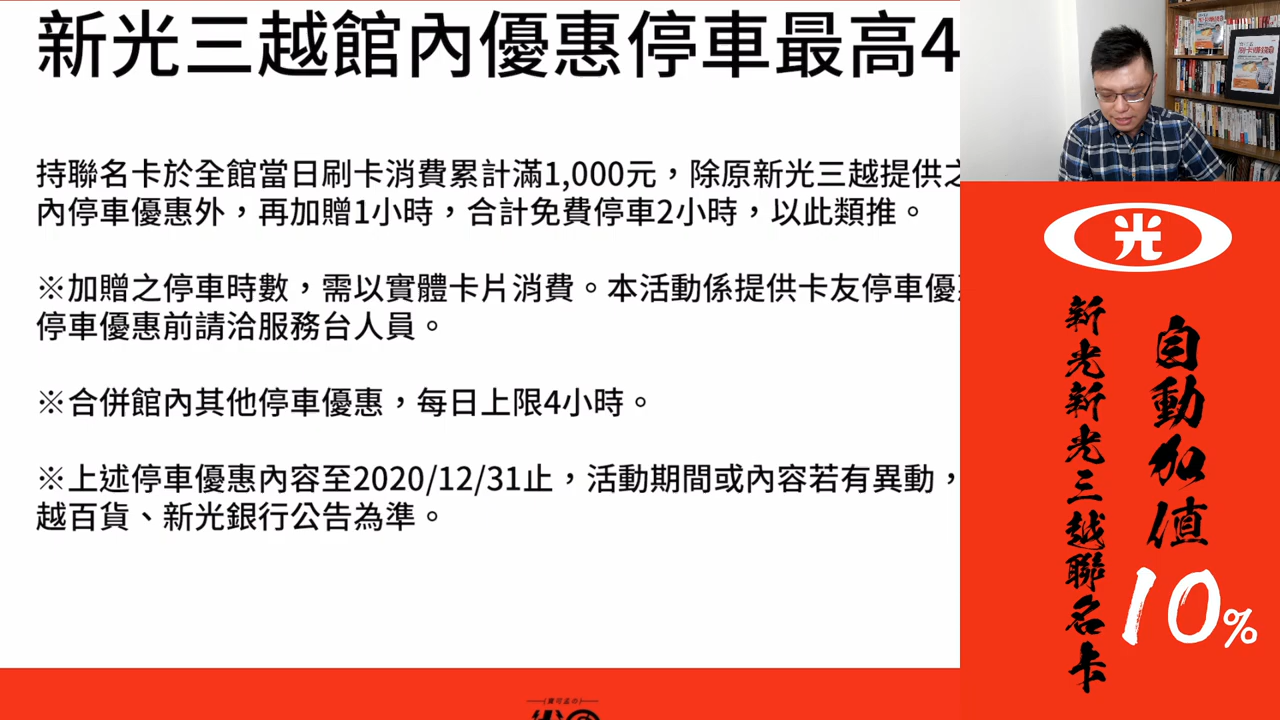 新光三越館內優惠停車最高4
持聯名卡於全館當日刷卡消費累計滿1,000元，除原新光三越提供之
內停車優惠外，再加贈1小時，合計免費停車2小時，以此類推。
※加贈之停車時數，需以實體卡片消費。本活動係提供卡友停車優
停車優惠前請洽服務台人員。
※合併館內其他停車優惠，每日上限4小時。
※上述停車優惠內容至2020/12/31止，活動期間或內容若有異動，
越百貨、新光銀行公告為準。
光
自動加值10%
新光新光三越聯名卡